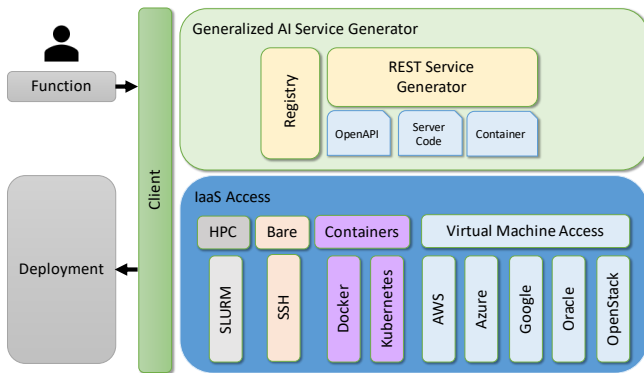 Generalized AI Service Generator
Function
Client
Registry
REST Service
Generator
OpenAPI
Server
Code
Container
IaaS Access
Deployment
HPC
Bare
Containers
Virtual Machine Access
SLURM
SSH
Docker
Kubernetes
AWS
Azure
Google
Oracle
OpenStack